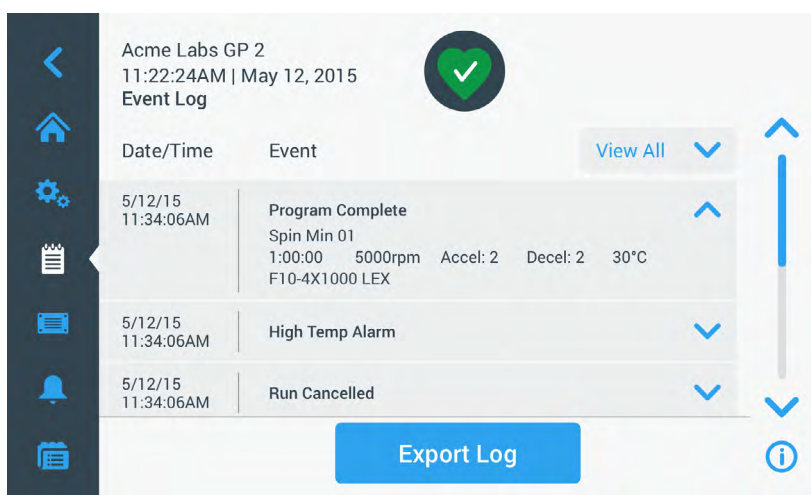 Acme Labs GP 2
11:22:24AM | May 12, 2015
Event Log
Date/Time Event View All
5/12/15
11:34:06AM
Program Complete
Spin Min 01
1:00:00 5000rpm Accel: 2 Decel: 2 30°C
F10-4X1000 LEX
5/12/15
11:34:06AM
High Temp Alarm
5/12/15
11:34:06AM
Run Cancelled
Export Log